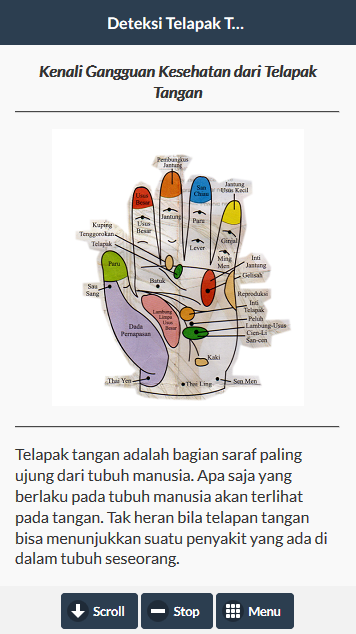 Deteksi Telapak T...
Kenali Gangguan Kesehatan dari Telapak
Tangan
Pembungkus
Jantung
Usus
Besar
San
Chiau
Jantung
Usus Kecil
Kuping
Tenggorokan
Telapak
Usus
Besar
Jantung
Paru
Lever
Ginjal
Ming
Men
Inti
Jantung
Gelisah
Paru
Batuk
Sau
Sang
Reproduksi
Inti
Telapak
Peluh
Lambung-Usus
Cien-Li
San-cen
Lambung
Limpa
Usus
Besar
Dada
Pernapasan
Kaki
Thai Yen
Thai Ling
Sen Men
Telapak tangan adalah bagian saraf paling
ujung dari tubuh manusia. Apa saja yang
berlaku pada tubuh manusia akan terlihat
pada tangan. Tak heran bila telapan tangan
bisa menunjukkan suatu penyakit yang ada di
dalam tubuh seseorang.
Scroll
Stop
Menu